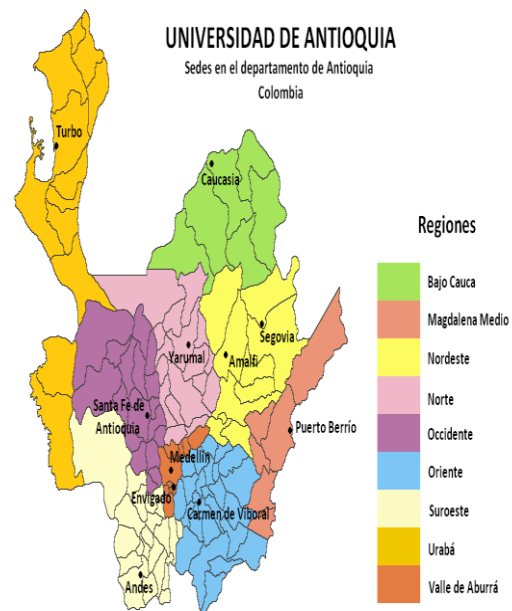 UNIVERSIDAD DE ANTIOQUIA
Sedes en el departamento de Antioquia
Colombia
Turbo
Caucasia
Segovia
Yarumal
Amalfi
Santa Fe de
Antioquia
Puerto Berrío
Medellín
Envigado
Carmen de Viboral
Andes
Regiones
Bajo Cauca
Magdalena Medio
Nordeste
Norte
Occidente
Oriente
Suroeste
Urabá
Valle de Aburrá